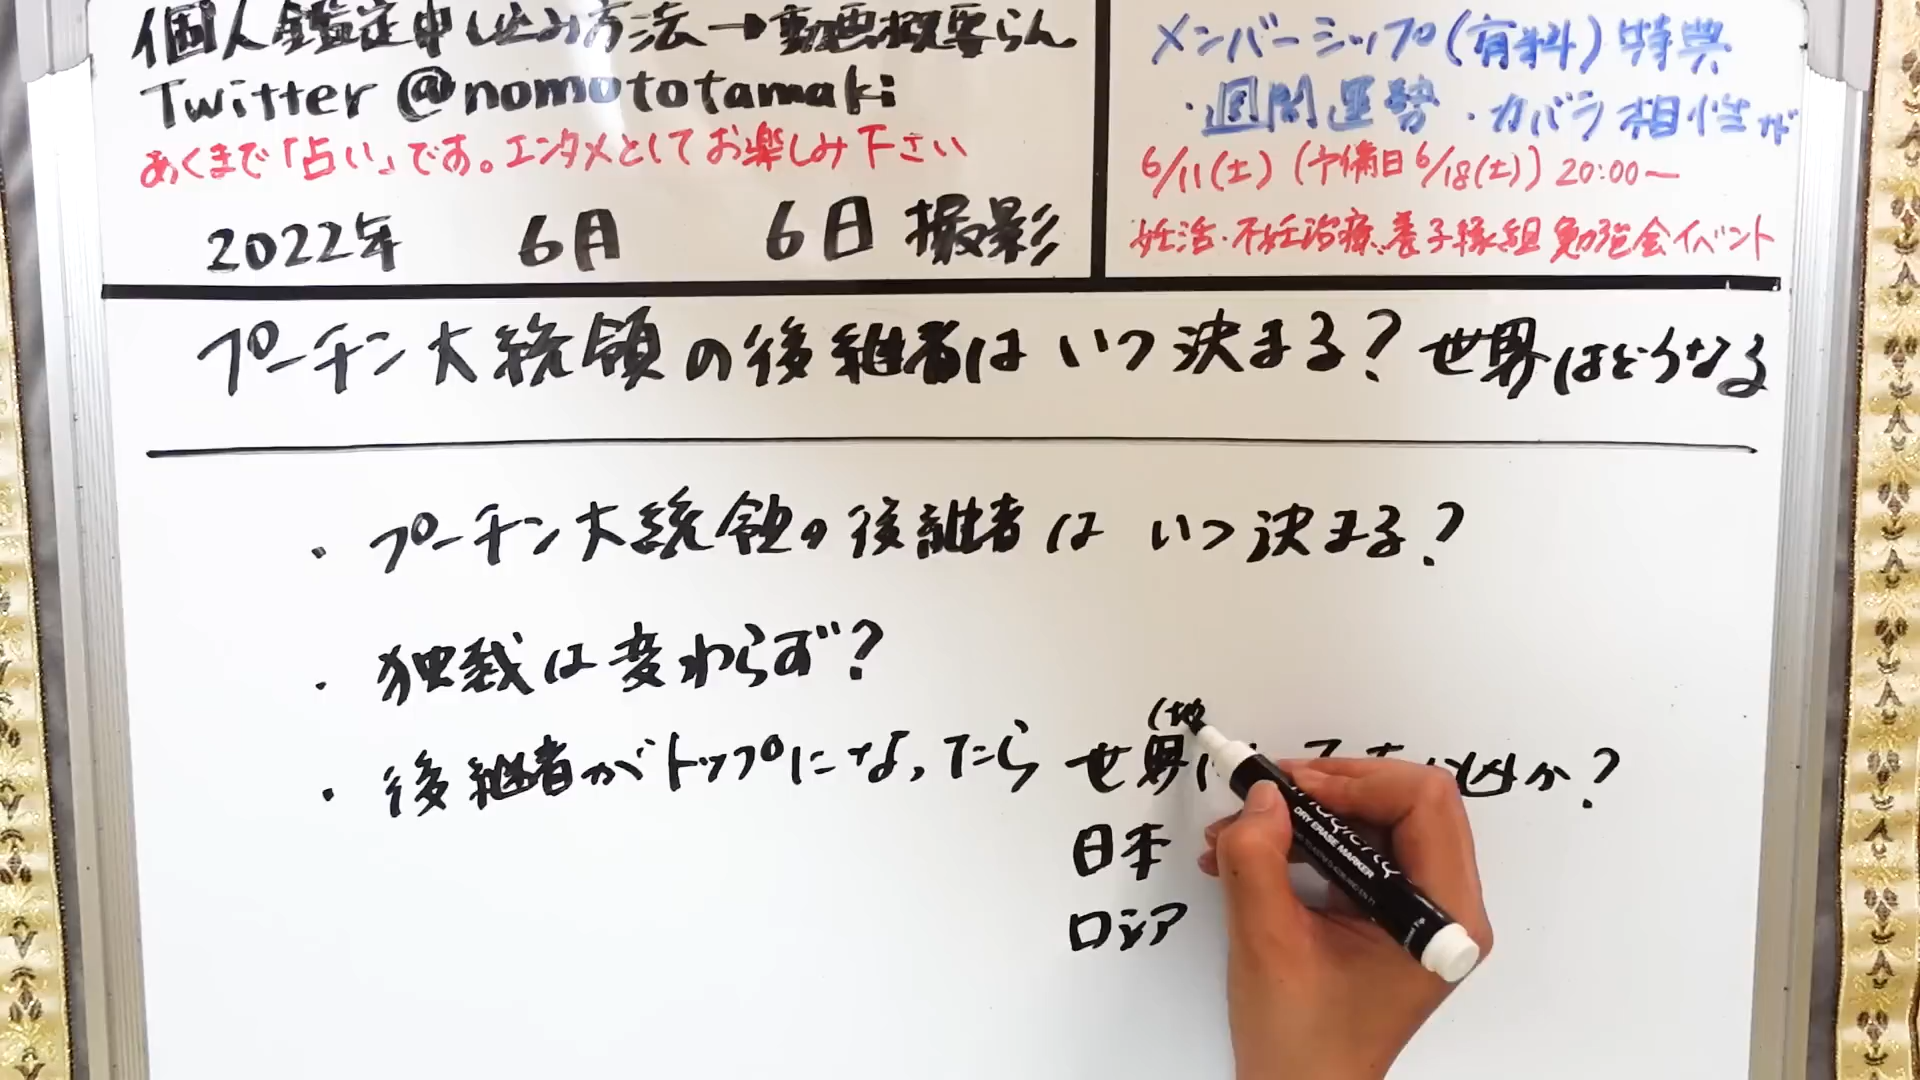 個人鑑定申し込み方法→動画概要らん
Twitter @nomototamaki
あくまで「占い」です。エンタメとしてお楽しみ下さい
2022年 6月 6日 撮影
メンバーシップ(有料)特典
・週間運勢 ・カバラ相性が
6/11(土) (予備日6/18(土)) 20:00〜
妊活・不妊治療、養子縁組 勉強会イベント
プーチン大統領の後継者はいつ決まる?世界はどうなる
・プーチン大統領の後継者は いつ決まる?
・独裁は変わらず?
(地
・後継者がトップになったら 世界 か?
日本
ロシア
DRY ERASE MARKER